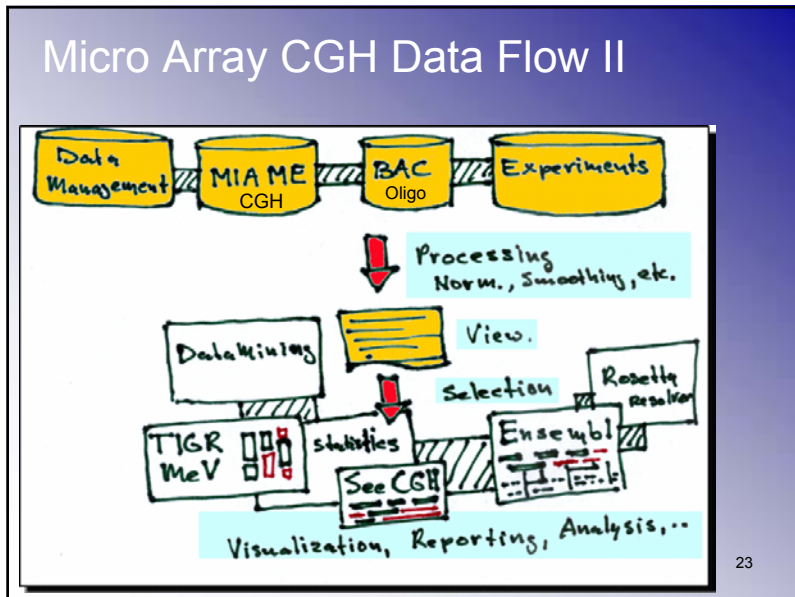 Micro Array CGH Data Flow II
Data
Management
MIAME
CGH
BAC
Oligo
Experiments
Processing
Norm., Smoothing, etc.
View.
Selection
DataMining
Rosetta
Resolver
TIGR
MeV
Statistics
See CGH
Ensembl
Visualization, Reporting, Analysis,..
23